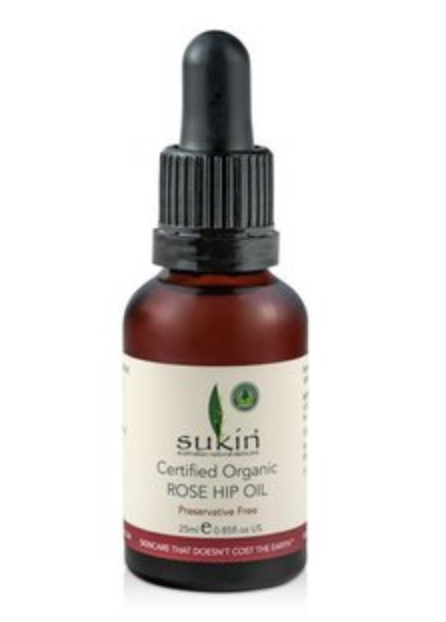 sukin
australian natural skincare
Certified Organic
ROSE HIP OIL
Preservative Free
25ml e 0.85fl oz US
SKINCARE THAT DOESN'T COST THE EARTH™